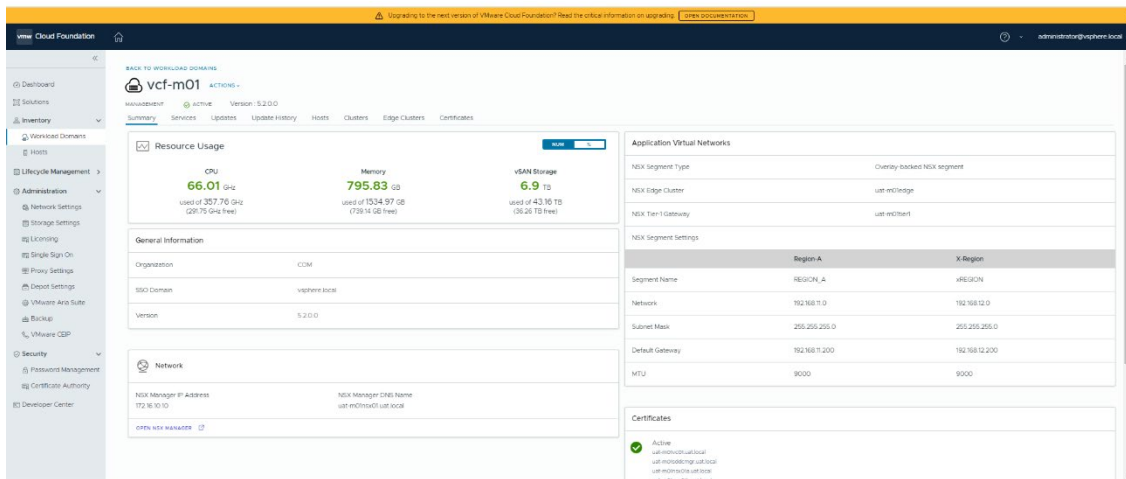 Upgrading to the next version of VMware Cloud Foundation? Read the critical information on upgrading. OPEN DOCUMENTATION
vmw Cloud Foundation
administrator@vsphere.local
Dashboard
Solutions
Inventory
Workload Domains
Hosts
Lifecycle Management
Administration
Network Settings
Storage Settings
Licensing
Single Sign On
Proxy Settings
Depot Settings
VMware Aria Suite
Backup
VMware CEIP
Security
Password Management
Certificate Authority
Developer Center
BACK TO WORKLOAD DOMAINS
vcf-m01 ACTIONS
MANAGEMENT ACTIVE Version : 5.2.0.0
Summary Services Updates Update History Hosts Clusters Edge Clusters Certificates
Resource Usage NUM %
CPU Memory vSAN Storage
66.01 GHz 795.83 GB 6.9 TB
used of 357.76 GHz used of 1534.97 GB used of 43.16 TB
(291.75 GHz free) (739.14 GB free) (36.26 TB free)
General Information
Organization COM
SSO Domain vsphere.local
Version 5.2.0.0
Network
NSX Manager IP Address NSX Manager DNS Name
172.16.10.10 uat-m01nsx01.uat.local
OPEN NSX MANAGER
Application Virtual Networks
NSX Segment Type Overlay-backed NSX segment
NSX Edge Cluster uat-m01edge
NSX Tier-1 Gateway uat-m01tier1
NSX Segment Settings
Region-A X-Region
Segment Name REGION_A xREGION
Network 192.168.11.0 192.168.12.0
Subnet Mask 255.255.255.0 255.255.255.0
Default Gateway 192.168.11.200 192.168.12.200
MTU 9000 9000
Certificates
Active